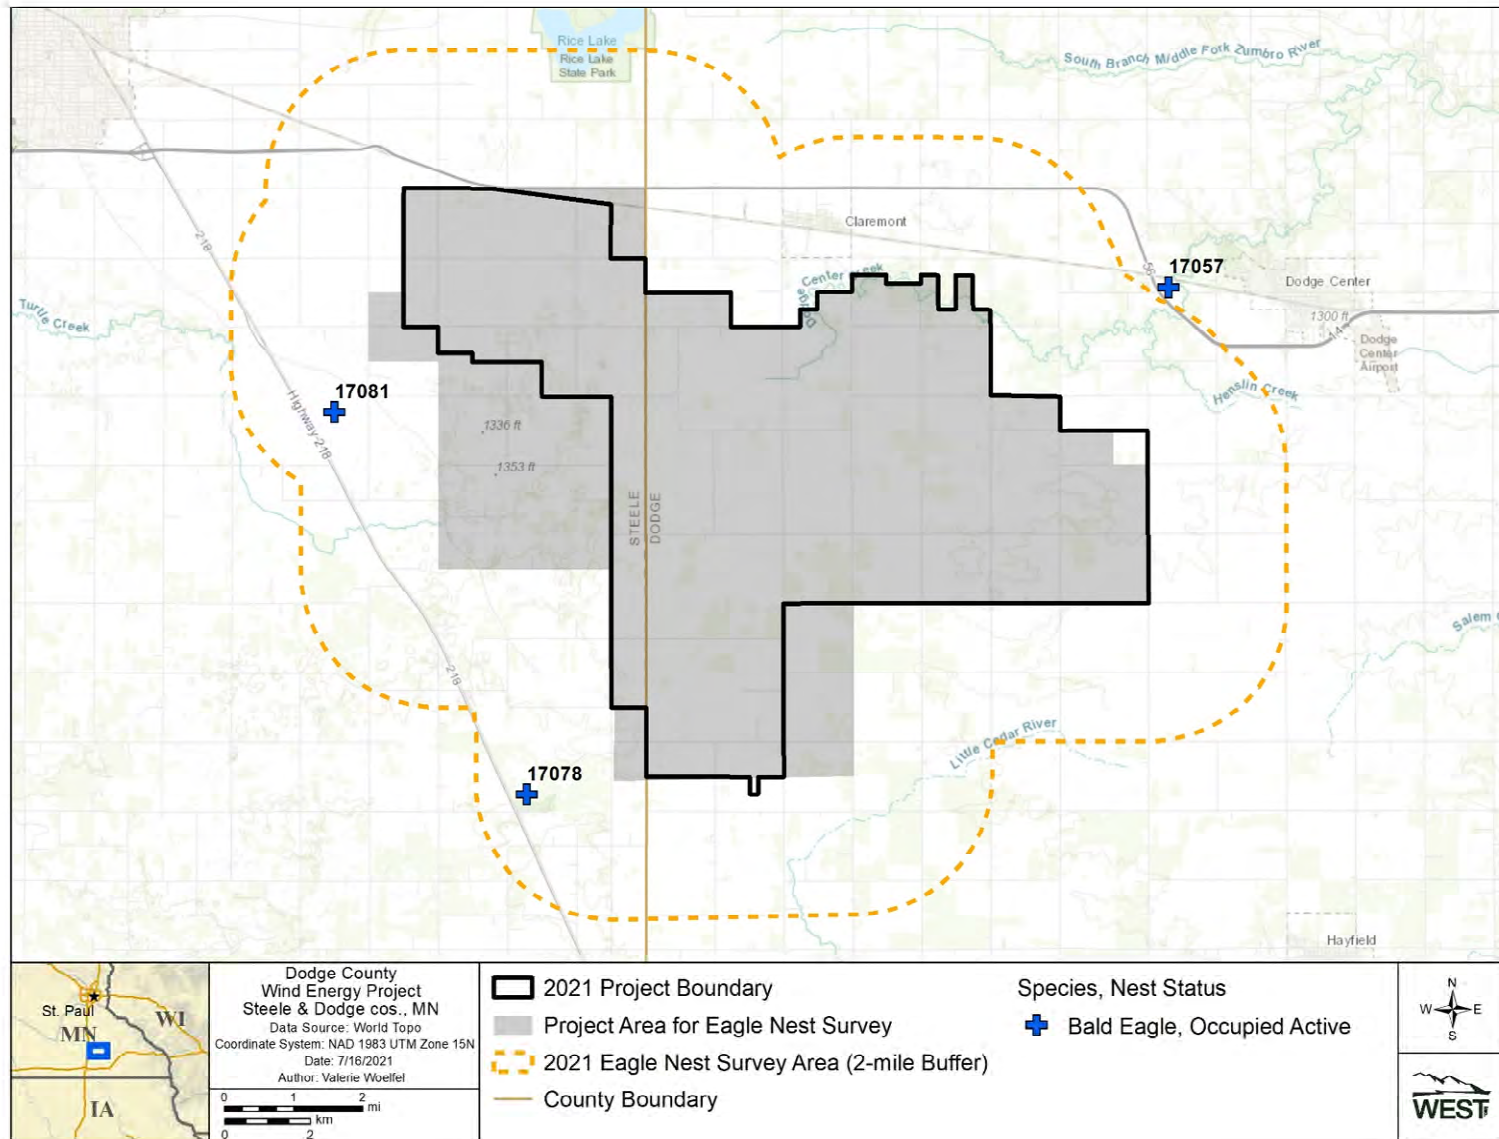 Rice Lake
Rice Lake
State Park
South Branch Middle Fork Zumbro River
Claremont
218
Center Creek
Dodge
56
17057
Dodge Center
1300 ft
14
Dodge
Center
Airport
Turtle Creek
17081
Henslin Creek
Highway 218
1336 ft
1353 ft
STEELE
DODGE
Salem
218
Little Cedar River
17078
Hayfield
St. Paul
MN
WI
IA
Dodge County
Wind Energy Project
Steele & Dodge cos., MN
Data Source: World Topo
Coordinate System: NAD 1983 UTM Zone 15N
Date: 7/16/2021
Author: Valerie Woelfel
0 1 2
mi
km
0 2
2021 Project Boundary
Project Area for Eagle Nest Survey
2021 Eagle Nest Survey Area (2-mile Buffer)
County Boundary
Species, Nest Status
Bald Eagle, Occupied Active
N
W E
S
WEST